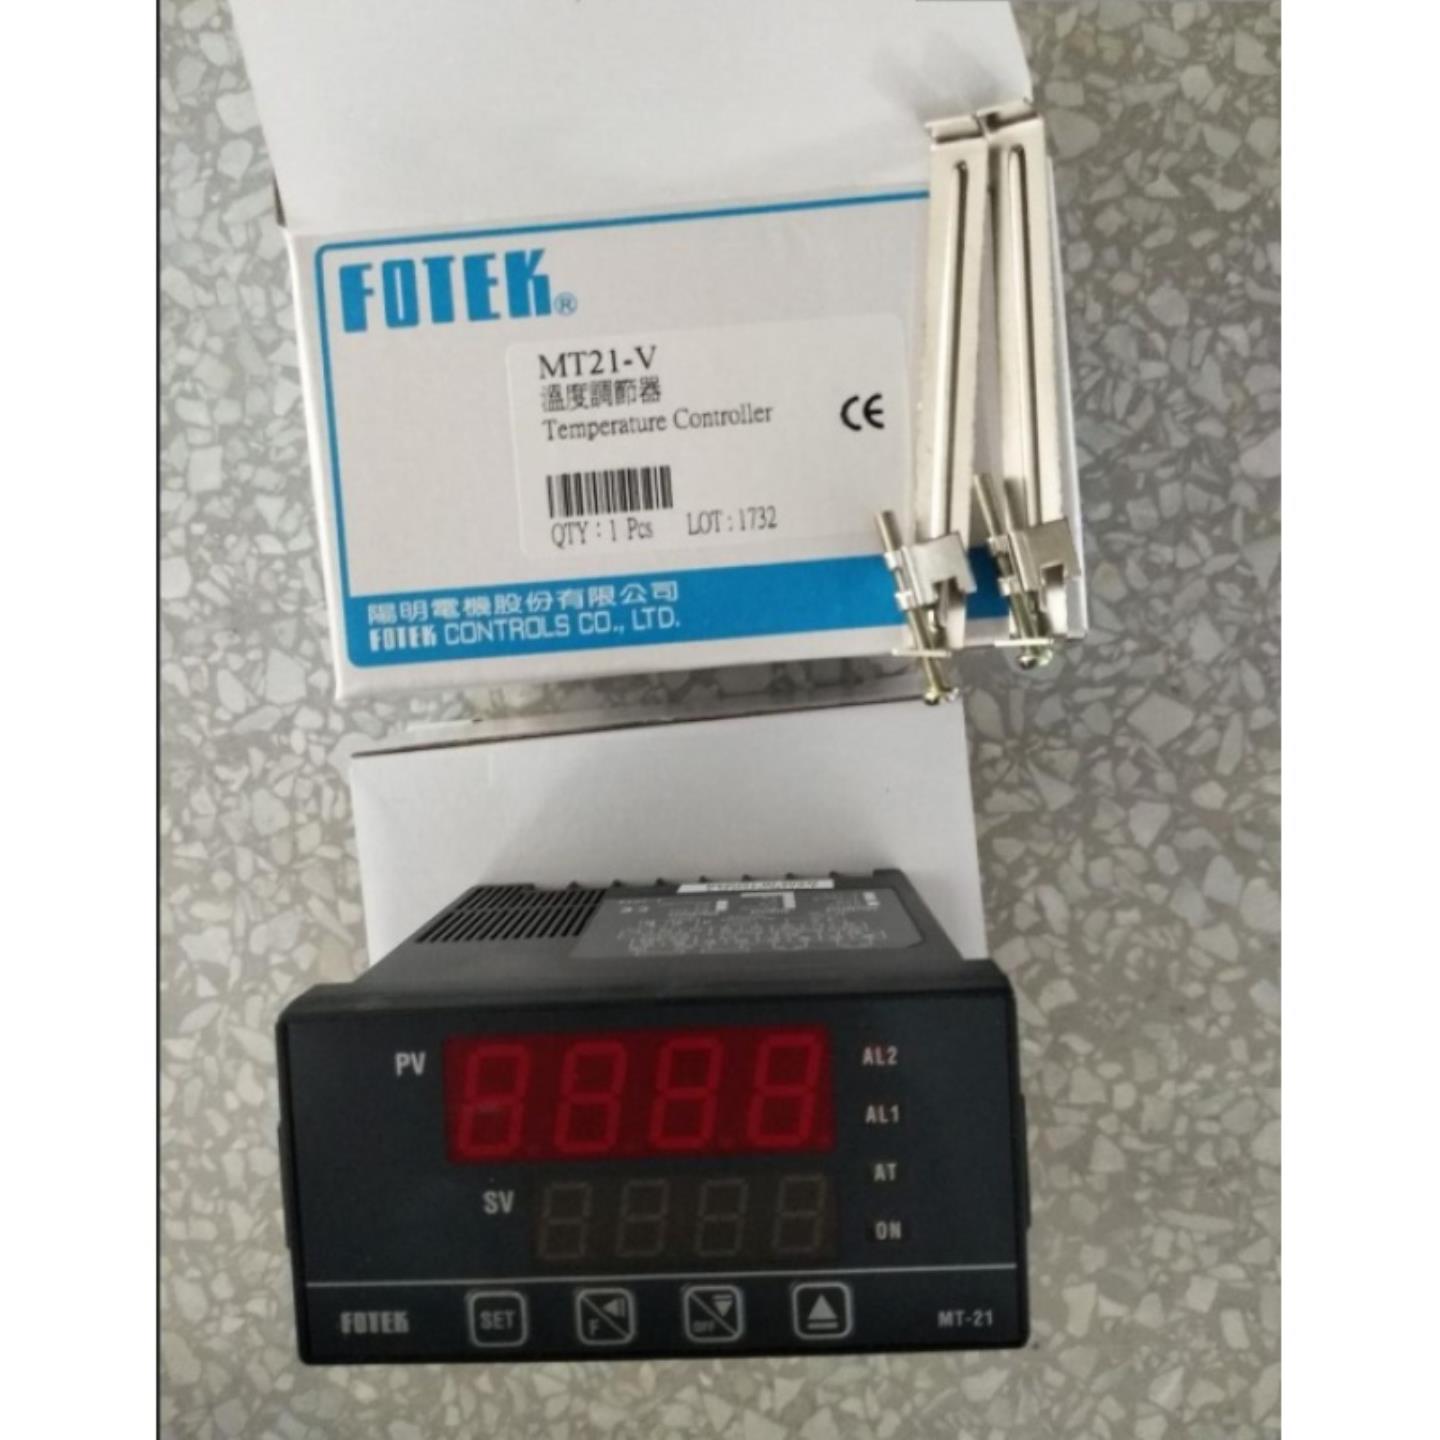 FOTEK®
MT21-V
溫度調節器
Temperature Controller
CE
QTY：1 Pcs LOT : 1732
陽明電機股份有限公司
FOTEK CONTROLS CO., LTD.
PV
AL2
AL1
SV
AT
ON
FOTEK
SET
F
OFF
MT-21